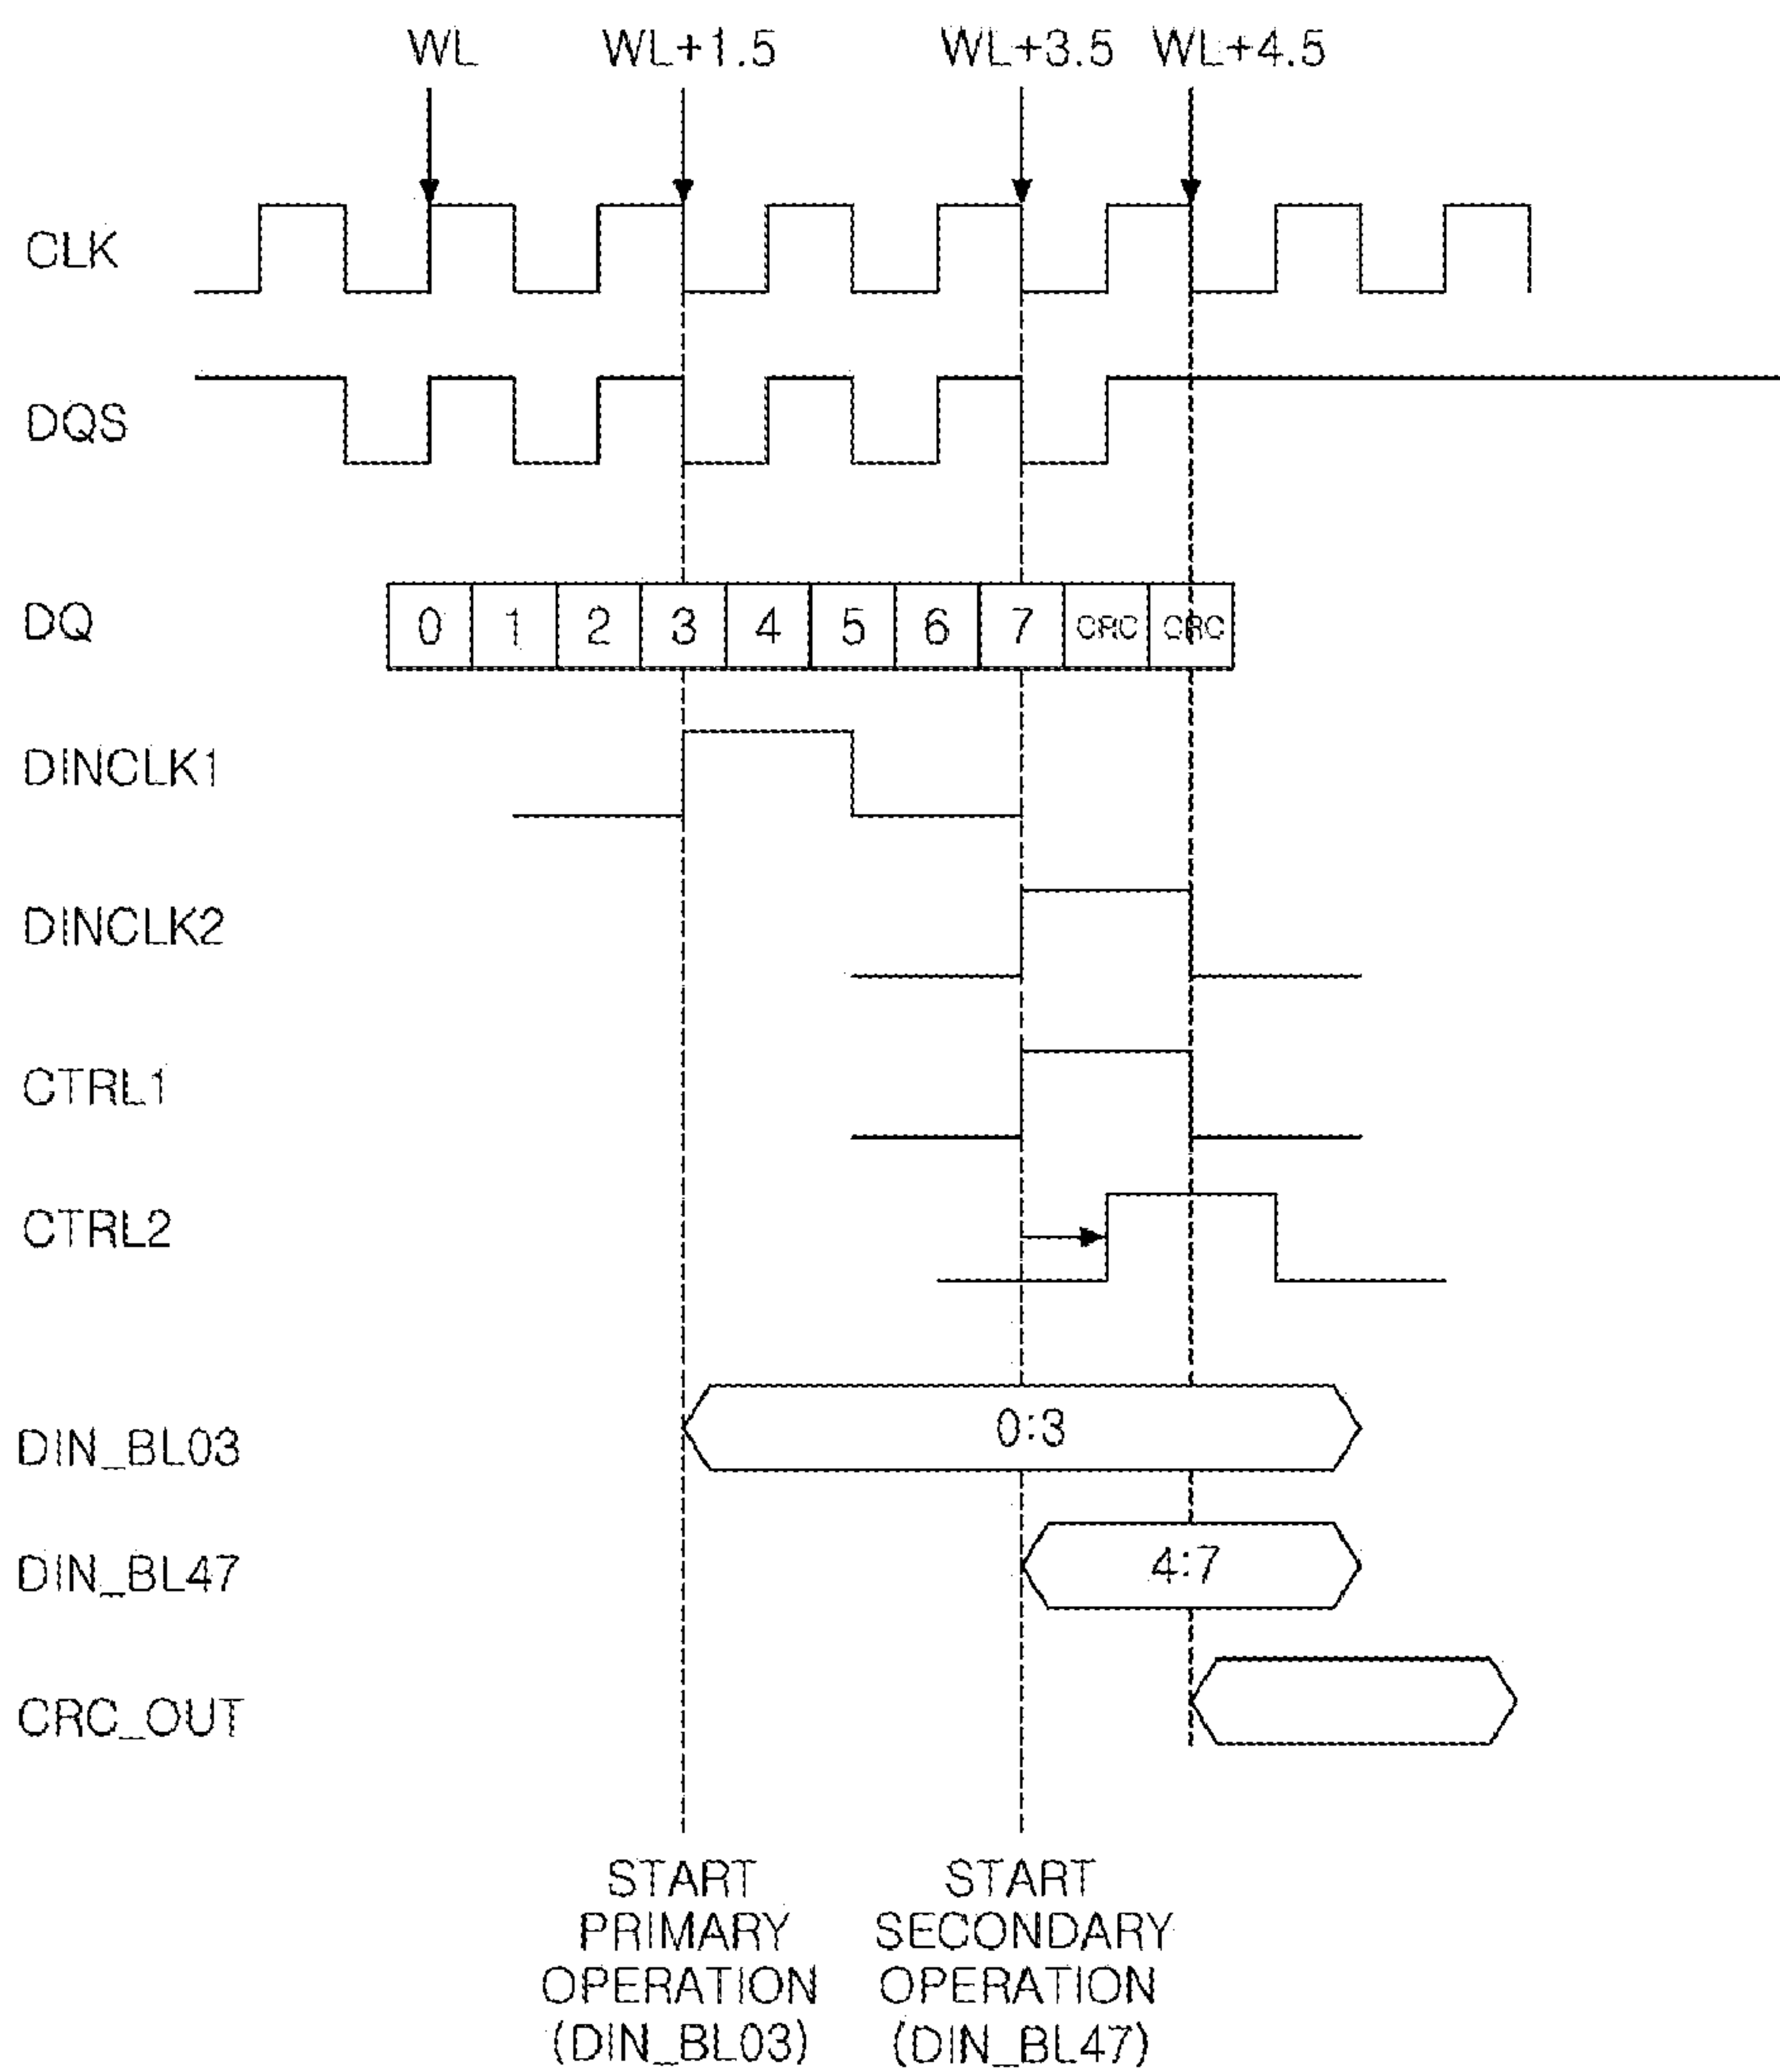 WL WL+1.5 WL+3.5 WL+4.5
CLK
DQS
DQ 0 1 2 3 4 5 6 7 CRC CRC
DINCLK1
DINCLK2
CTRL1
CTRL2
DIN_BL03 0:3
DIN_BL47 4:7
CRC_OUT
START
PRIMARY
OPERATION
(DIN_BL03)
START
SECONDARY
OPERATION
(DIN_BL47)